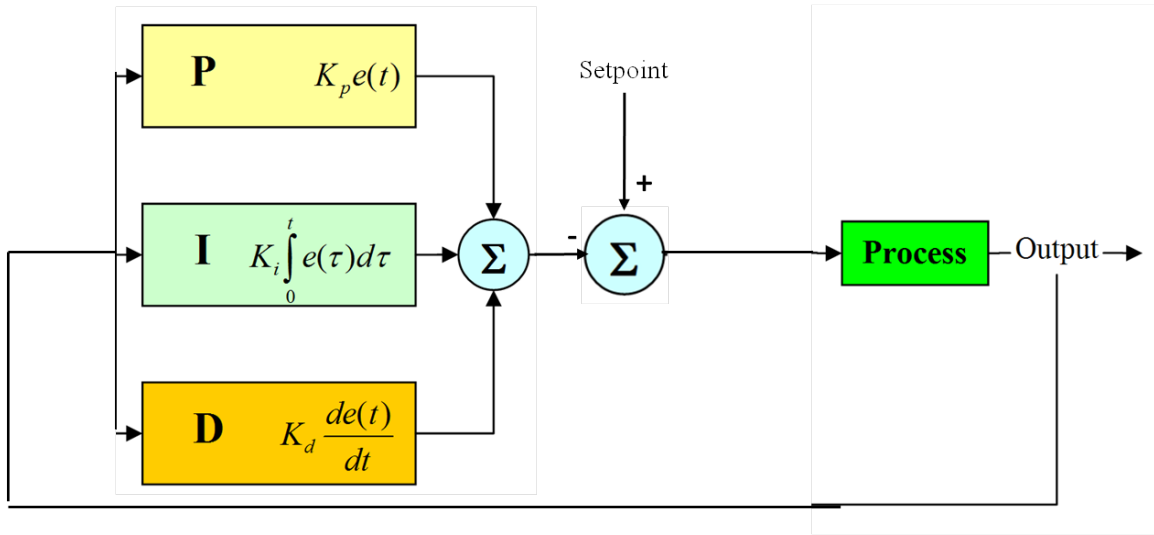 P K_p e(t)
Setpoint
+
I K_i ∫_0^t e(τ)dτ
Σ
-
Σ
Process
Output
D K_d de(t)/dt